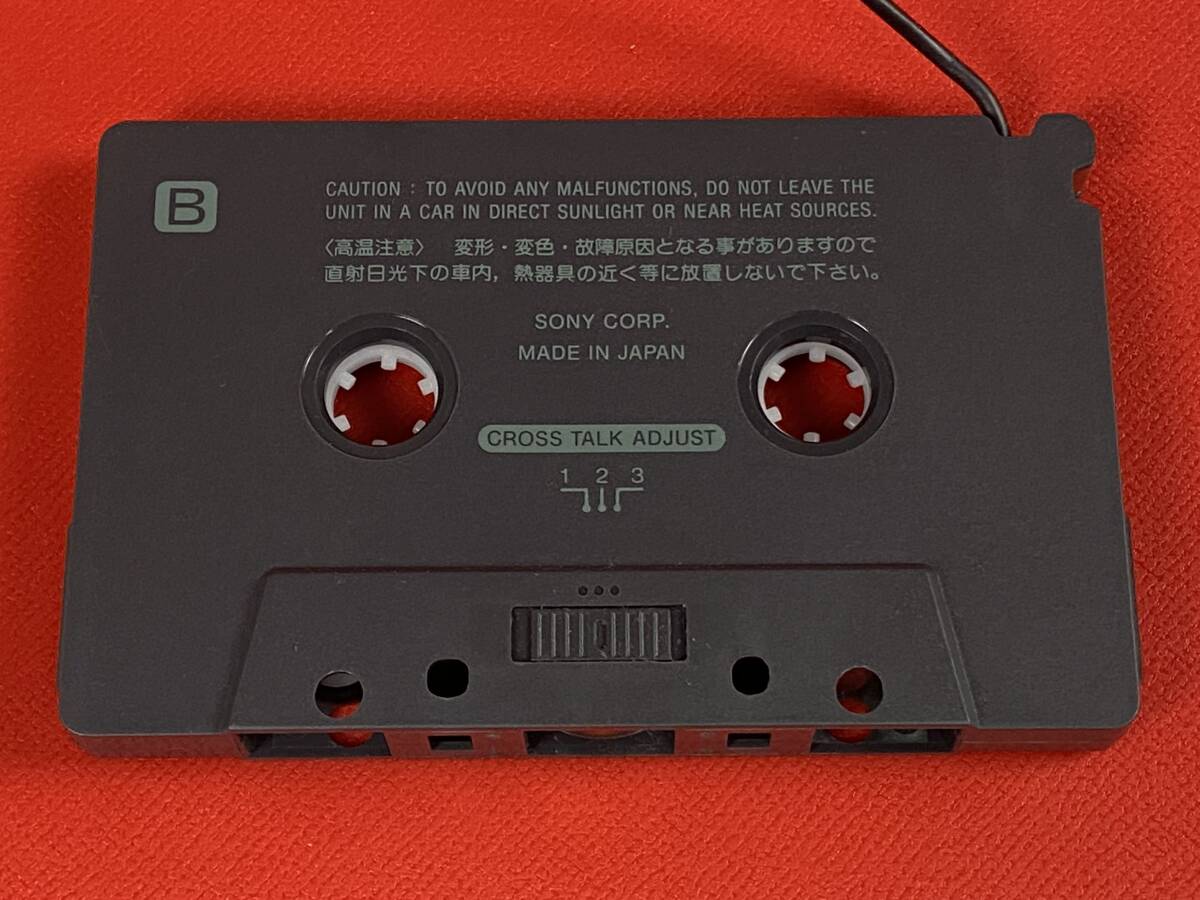 B
CAUTION : TO AVOID ANY MALFUNCTIONS, DO NOT LEAVE THE
UNIT IN A CAR IN DIRECT SUNLIGHT OR NEAR HEAT SOURCES.
〈高温注意〉 変形・変色・故障原因となる事がありますので
直射日光下の車内，熱器具の近く等に放置しないで下さい。
SONY CORP.
MADE IN JAPAN
CROSS TALK ADJUST
1 2 3